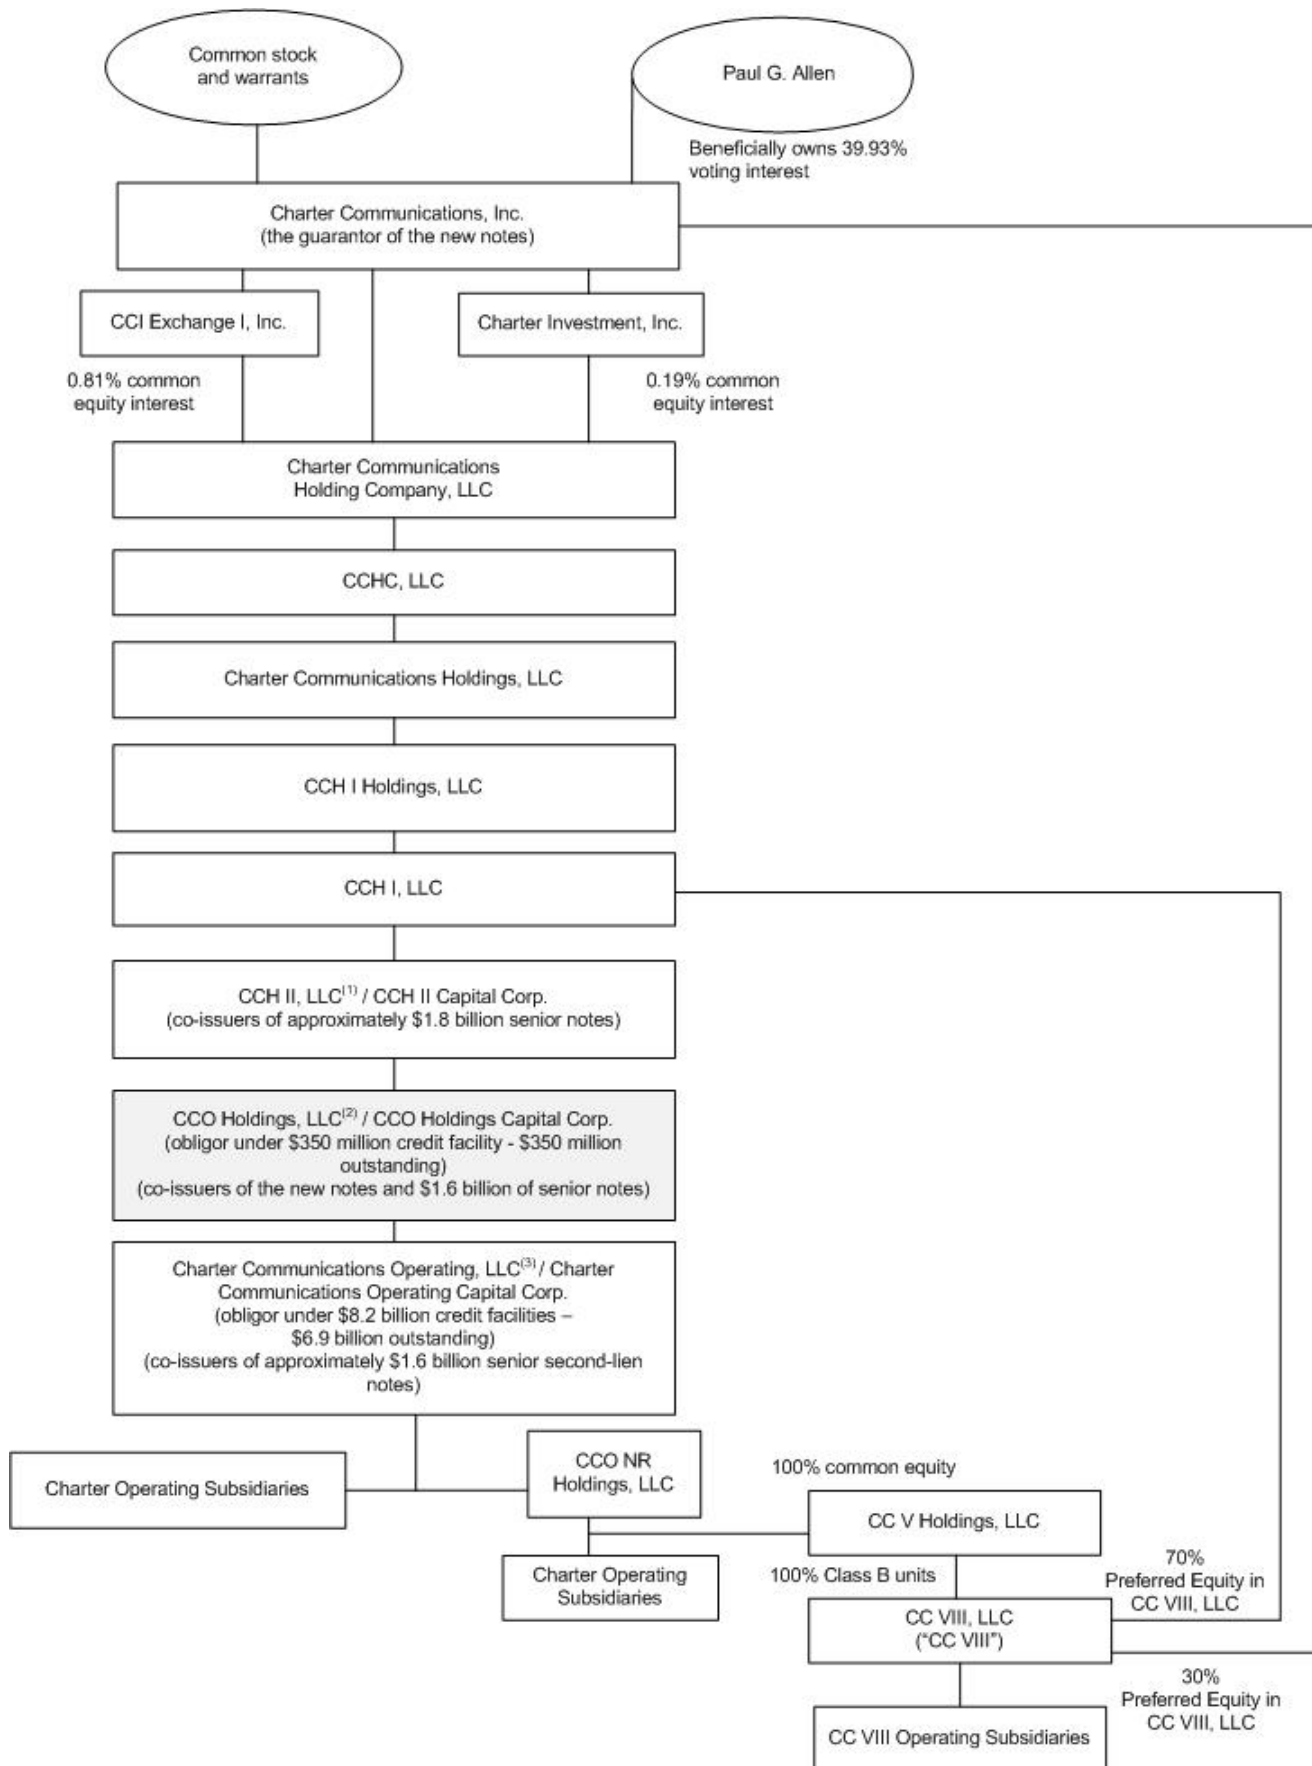 Common stock
and warrants
Paul G. Allen
Beneficially owns 39.93%
voting interest
Charter Communications, Inc.
(the guarantor of the new notes)
CCI Exchange I, Inc.
Charter Investment, Inc.
0.81% common
equity interest
0.19% common
equity interest
Charter Communications
Holding Company, LLC
CCHC, LLC
Charter Communications Holdings, LLC
CCH I Holdings, LLC
CCH I, LLC
CCH II, LLC(1) / CCH II Capital Corp.
(co-issuers of approximately $1.8 billion senior notes)
CCO Holdings, LLC(2) / CCO Holdings Capital Corp.
(obligor under $350 million credit facility - $350 million
outstanding)
(co-issuers of the new notes and $1.6 billion of senior notes)
Charter Communications Operating, LLC(3) / Charter
Communications Operating Capital Corp.
(obligor under $8.2 billion credit facilities –
$6.9 billion outstanding)
(co-issuers of approximately $1.6 billion senior second-lien
notes)
Charter Operating Subsidiaries
CCO NR
Holdings, LLC
100% common equity
CC V Holdings, LLC
Charter Operating
Subsidiaries
100% Class B units
70%
Preferred Equity in
CC VIII, LLC
CC VIII, LLC
(“CC VIII”)
30%
Preferred Equity in
CC VIII, LLC
CC VIII Operating Subsidiaries